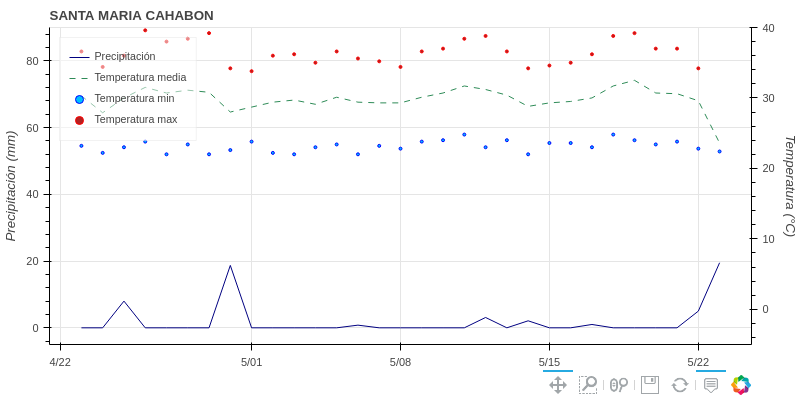 SANTA MARIA CAHABON
Precipitación
Temperatura media
Temperatura min
Temperatura max
Precipitación (mm)
80
60
40
20
0
Temperatura (°C)
40
30
20
10
0
4/22
5/01
5/08
5/15
5/22